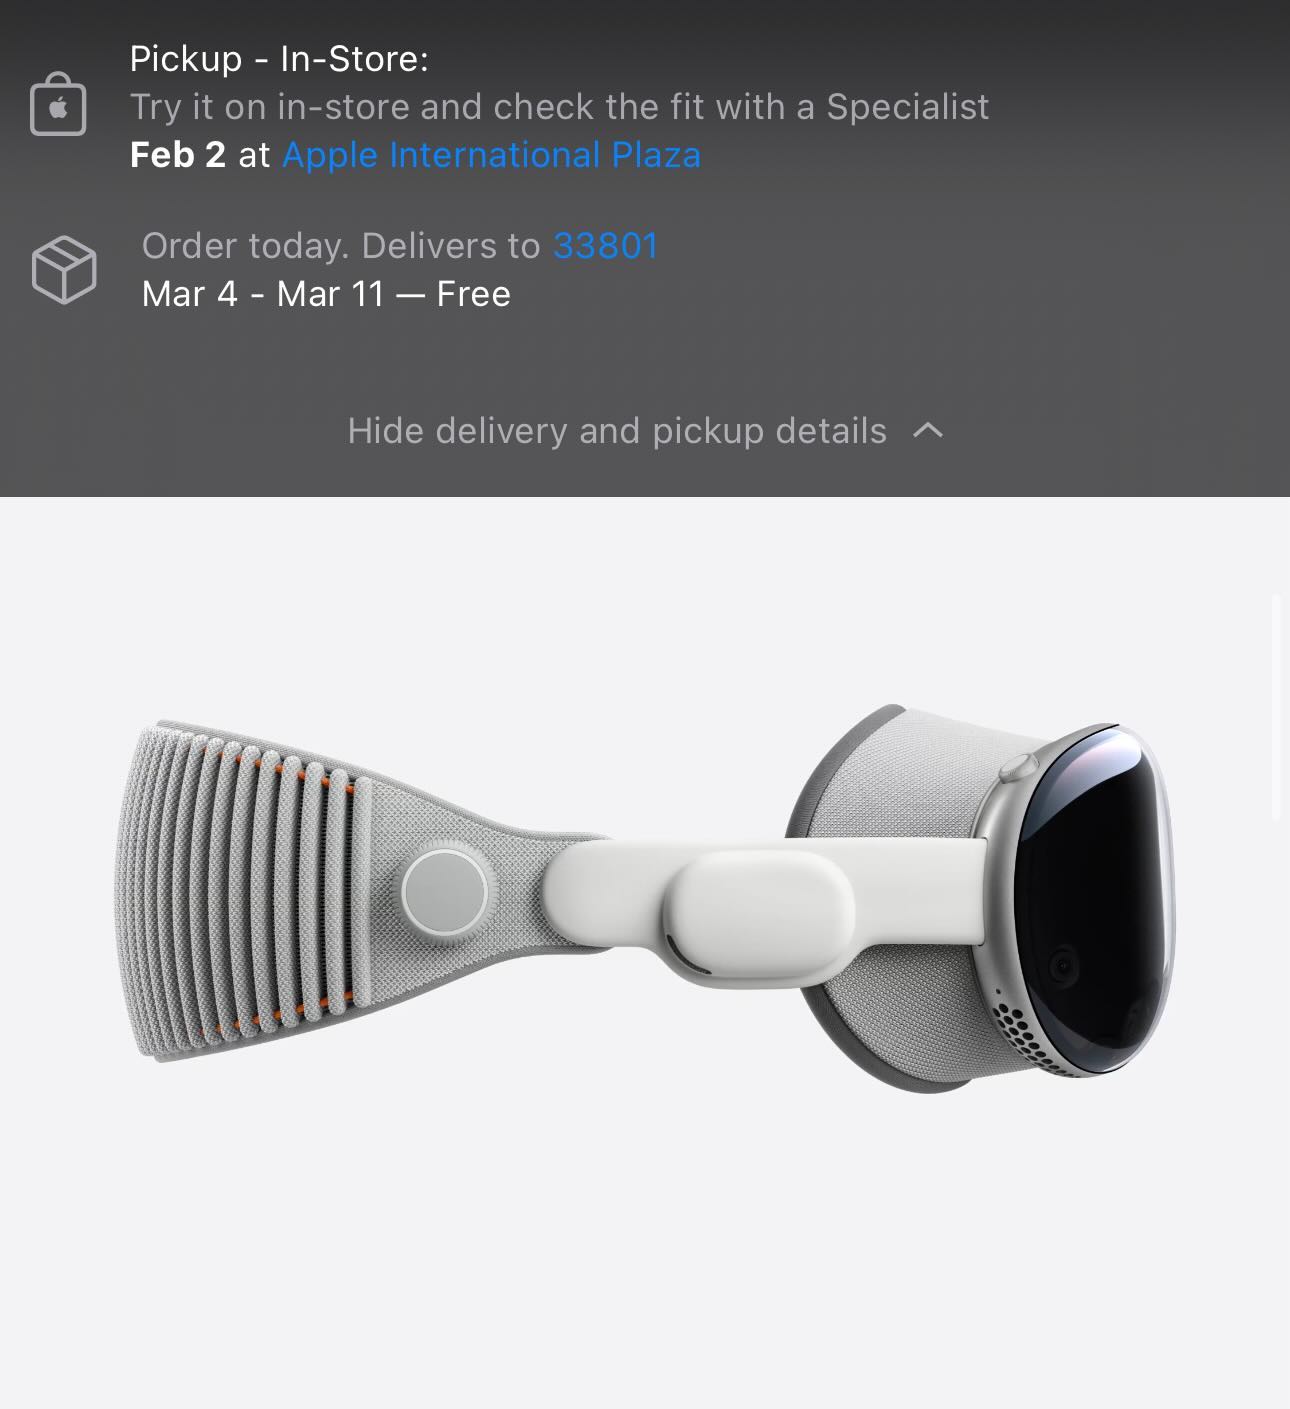 Pickup - In-Store:
Try it on in-store and check the fit with a Specialist
Feb 2 at Apple International Plaza
Order today. Delivers to 33801
Mar 4 - Mar 11 — Free
Hide delivery and pickup details